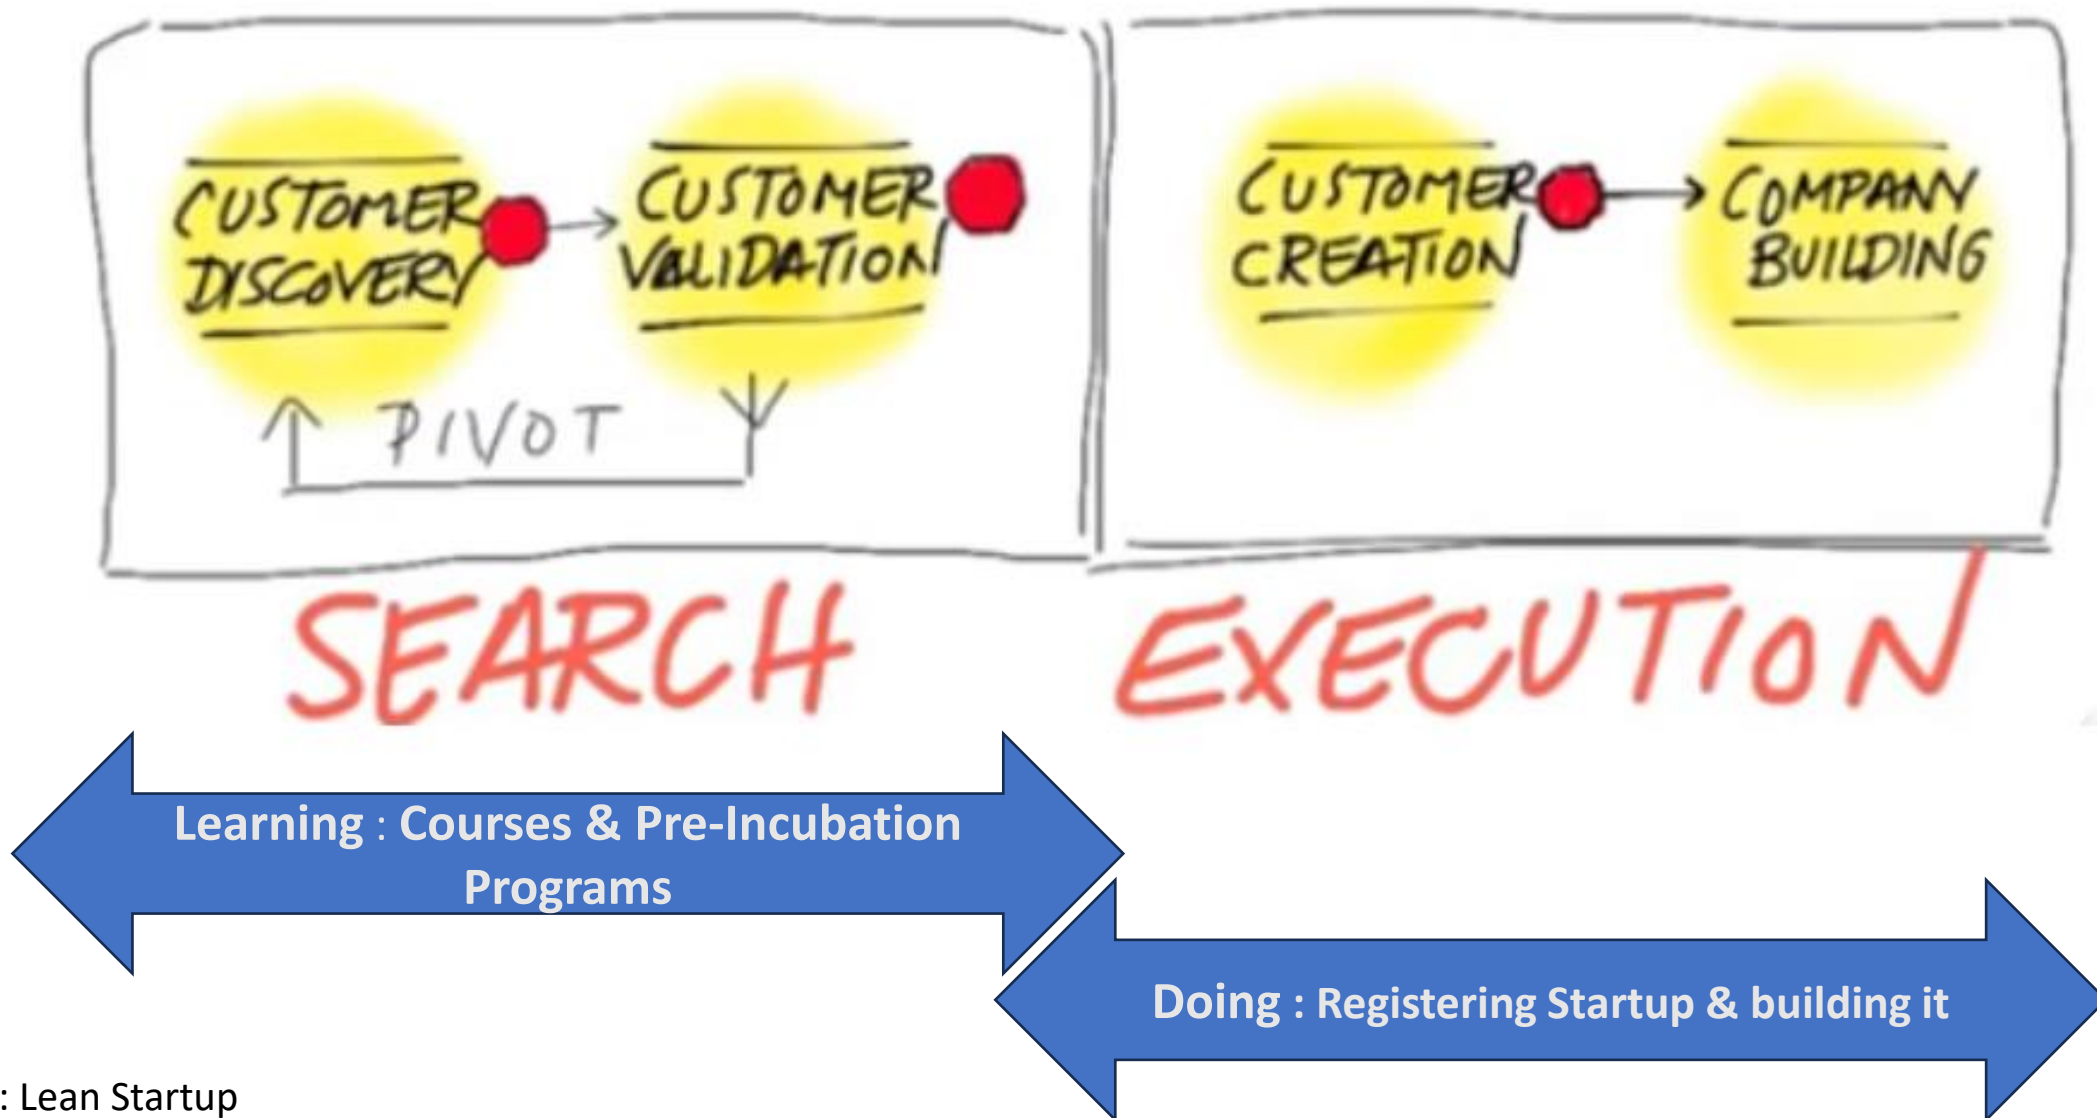 CUSTOMER
DISCOVERY
CUSTOMER
VALIDATION
PIVOT
CUSTOMER
CREATION
COMPANY
BUILDING
SEARCH
EXECUTION
Learning : Courses & Pre-Incubation
Programs
Doing : Registering Startup & building it
: Lean Startup